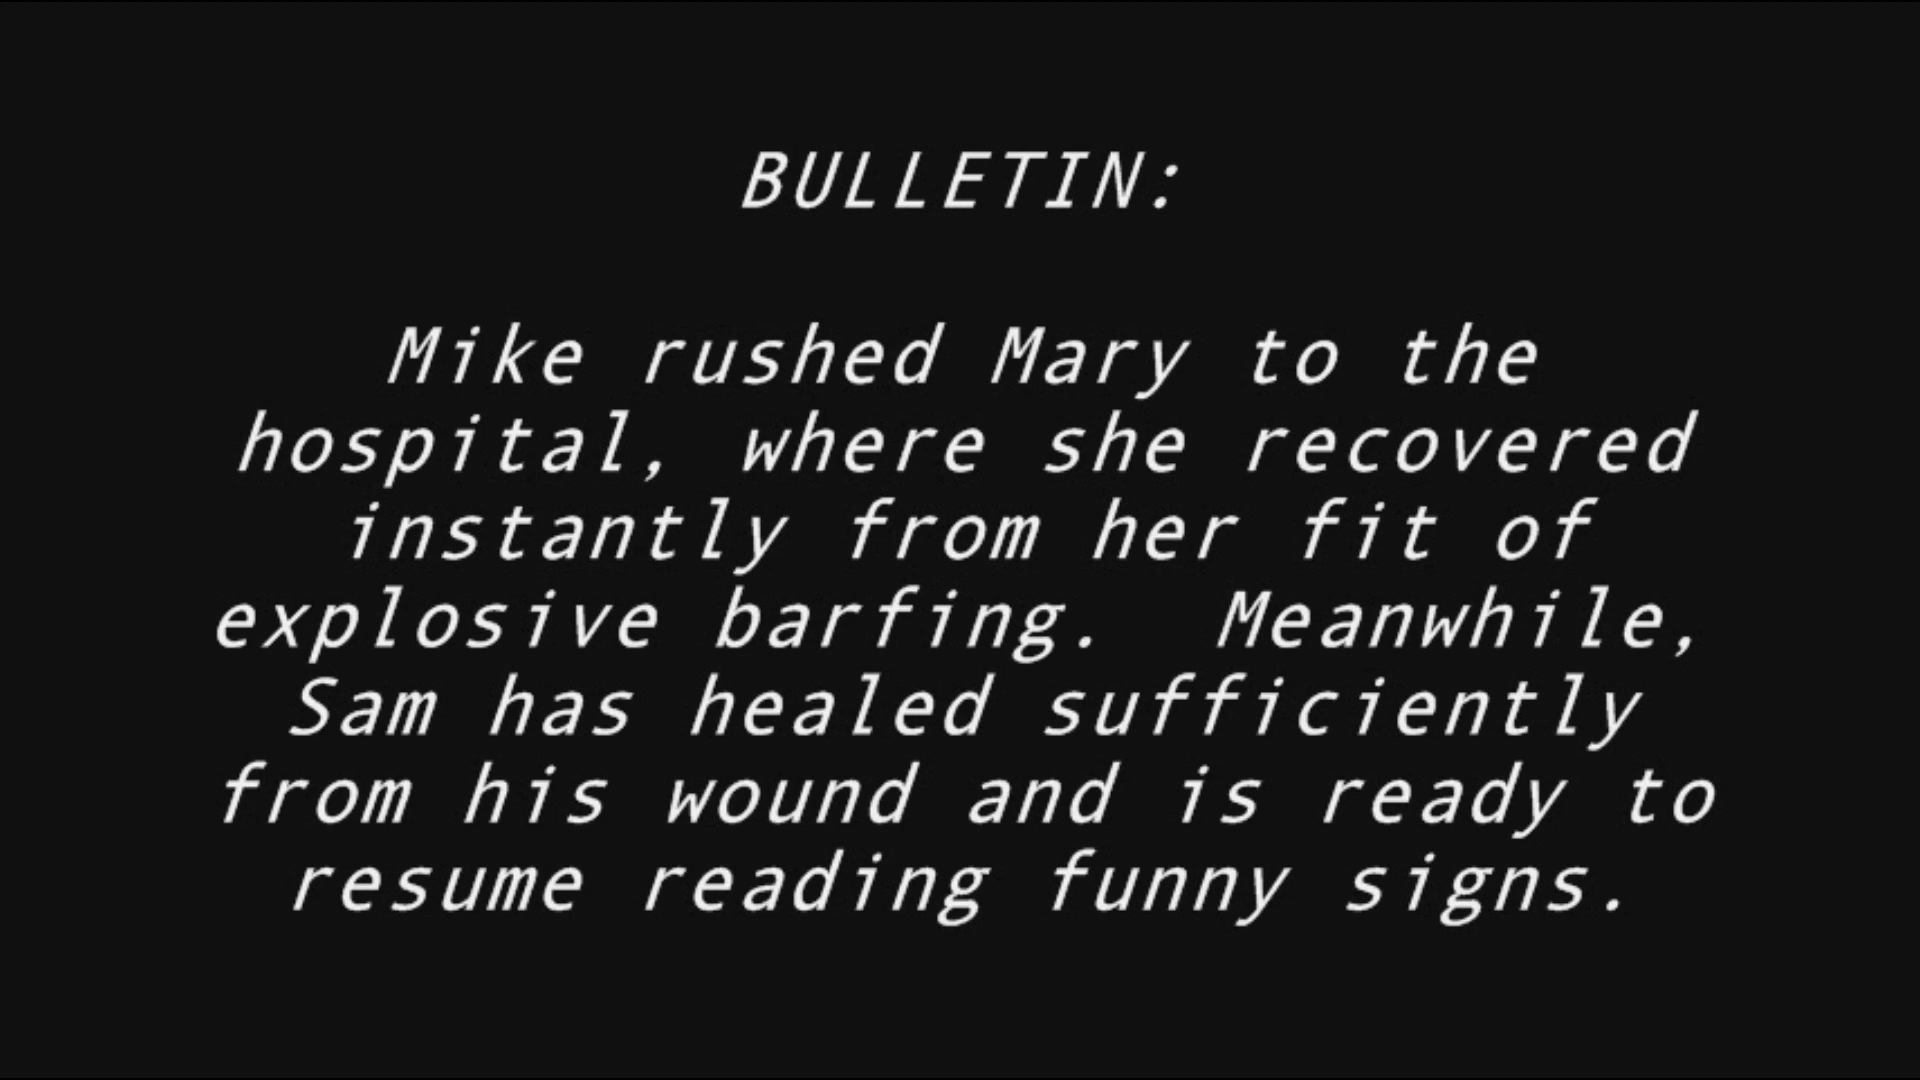 BULLETIN:
Mike rushed Mary to the
hospital, where she recovered
instantly from her fit of
explosive barfing.  Meanwhile,
Sam has healed sufficiently
from his wound and is ready to
resume reading funny signs.